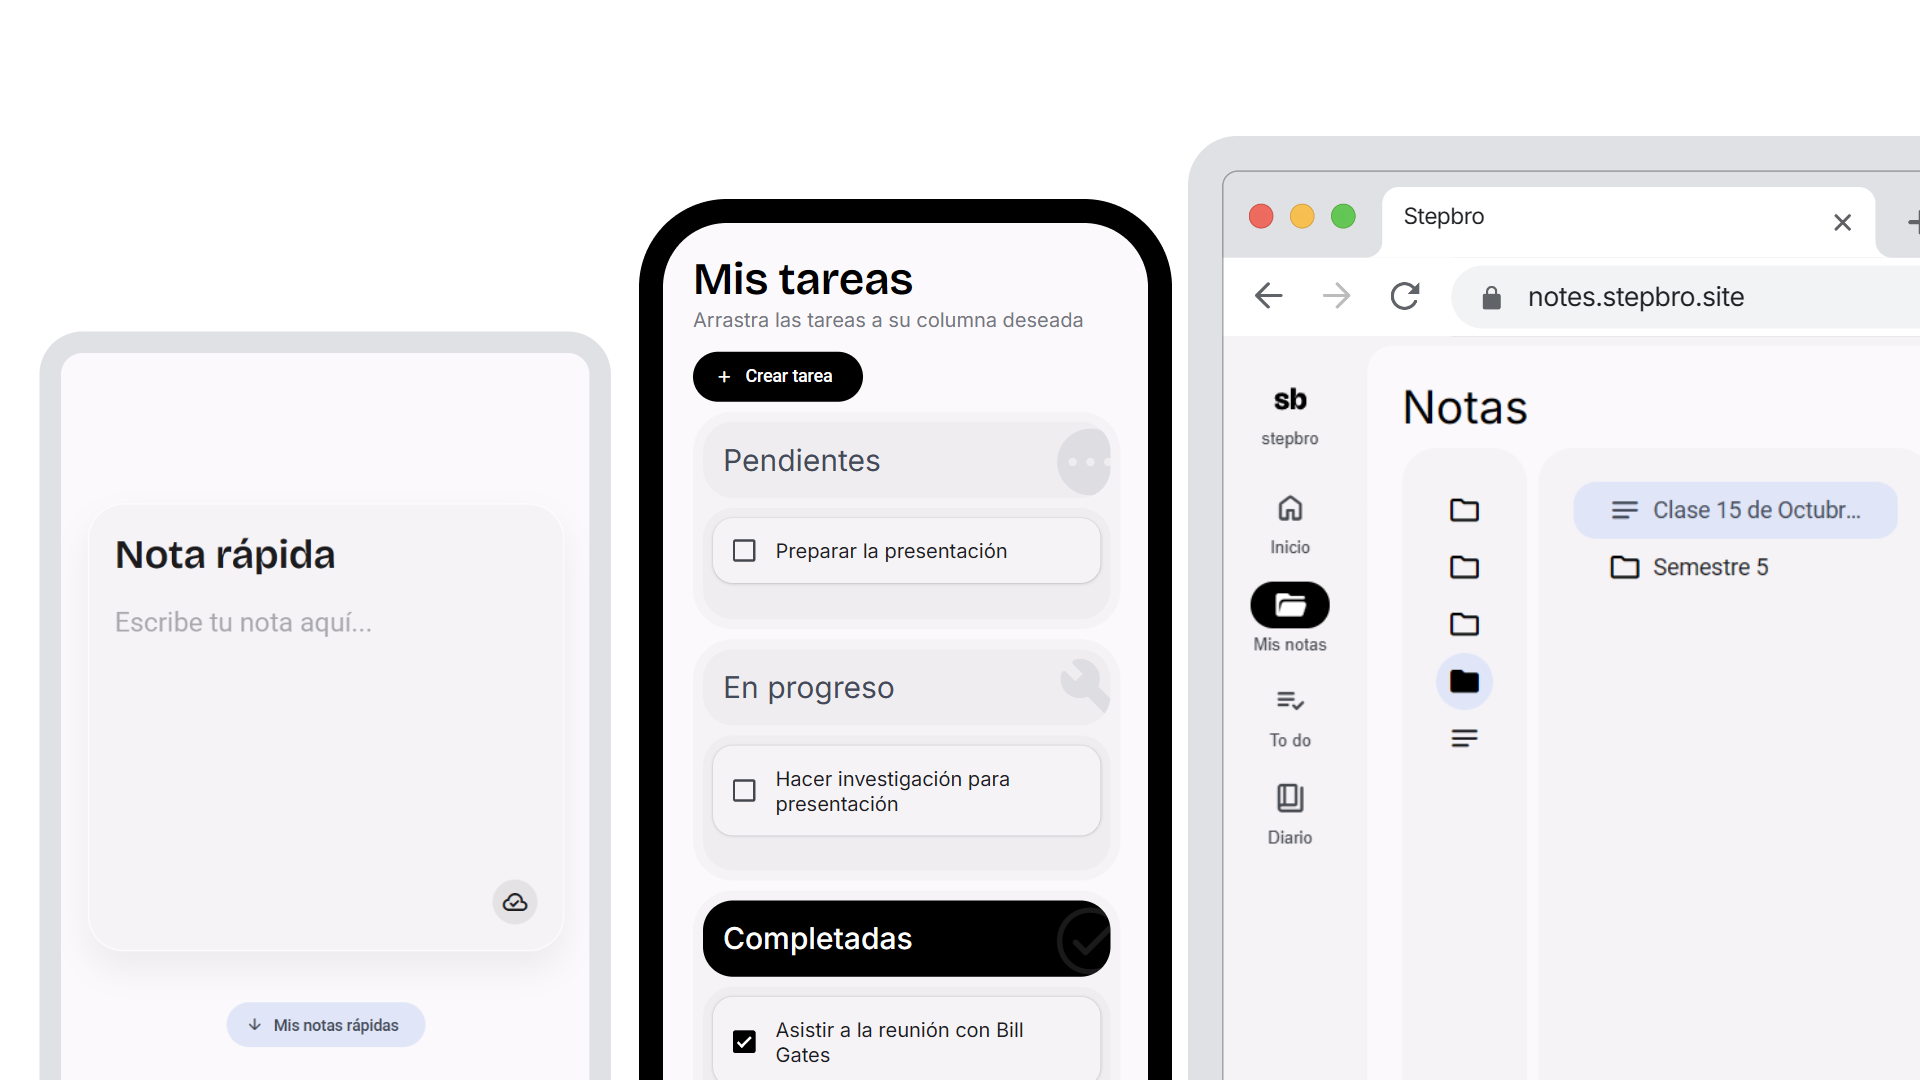 Nota rápida
Escribe tu nota aquí...
Mis notas rápidas
Mis tareas
Arrastra las tareas a su columna deseada
+ Crear tarea
Pendientes
Preparar la presentación
En progreso
Hacer investigación para
presentación
Completadas
Asistir a la reunión con Bill
Gates
Stepbro
notes.stepbro.site
sb
stepbro
Inicio
Mis notas
To do
Diario
Notas
Clase 15 de Octubr...
Semestre 5